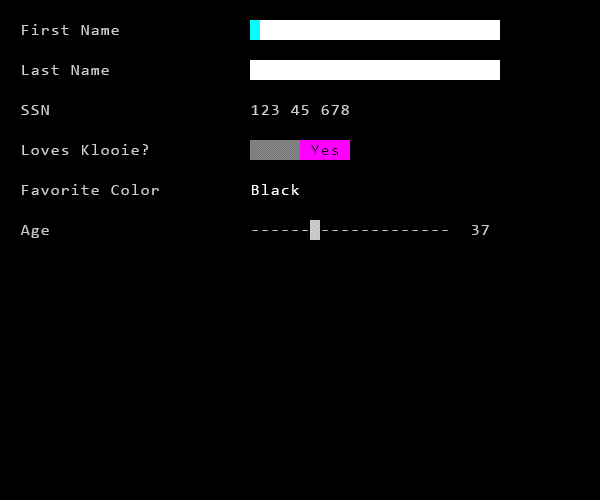 First Name
Last Name
SSN 123 45 678
Loves Klooie? Yes
Favorite Color Black
Age 37